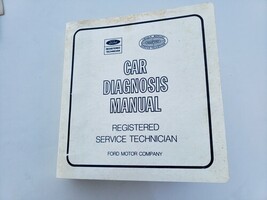 CAR
DIAGNOSIS
MANUAL
REGISTERED
SERVICE TECHNICIAN
FORD MOTOR COMPANY